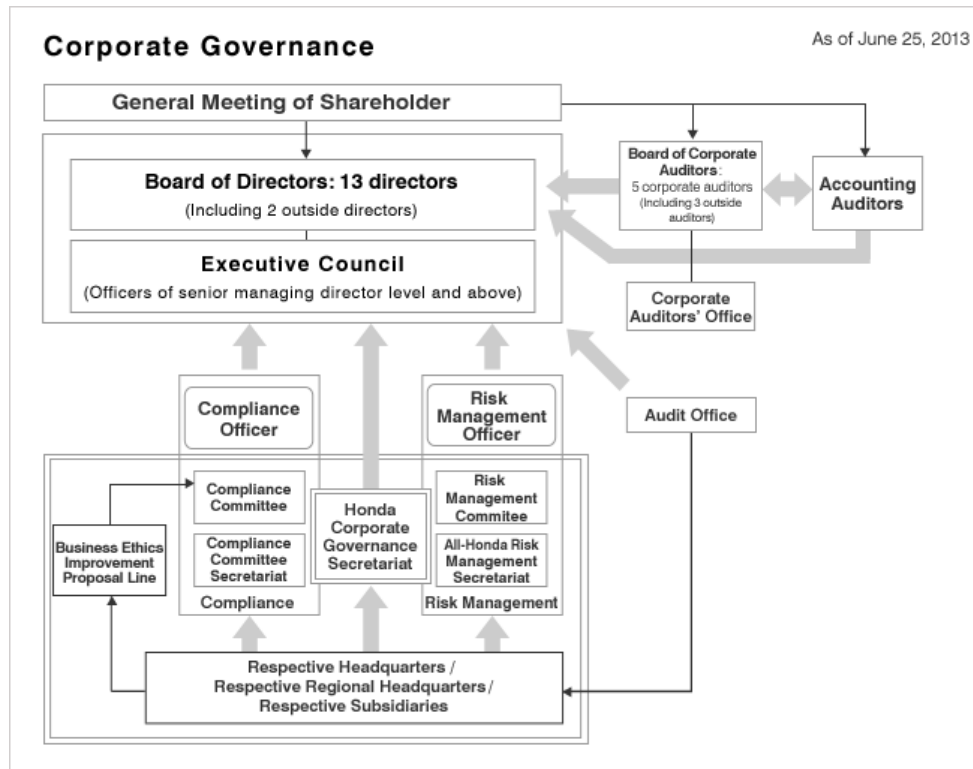 Corporate Governance
As of June 25, 2013
General Meeting of Shareholder
Board of Directors: 13 directors
(Including 2 outside directors)
Executive Council
(Officers of senior managing director level and above)
Board of Corporate
Auditors:
5 corporate auditors
(Including 3 outside
auditors)
Accounting
Auditors
Corporate
Auditors' Office
Audit Office
Compliance
Officer
Risk
Management
Officer
Compliance
Committee
Compliance
Committee
Secretariat
Compliance
Honda
Corporate
Governance
Secretariat
Risk
Management
Commitee
All-Honda Risk
Management
Secretariat
Risk Management
Business Ethics
Improvement
Proposal Line
Respective Headquarters /
Respective Regional Headquarters /
Respective Subsidiaries